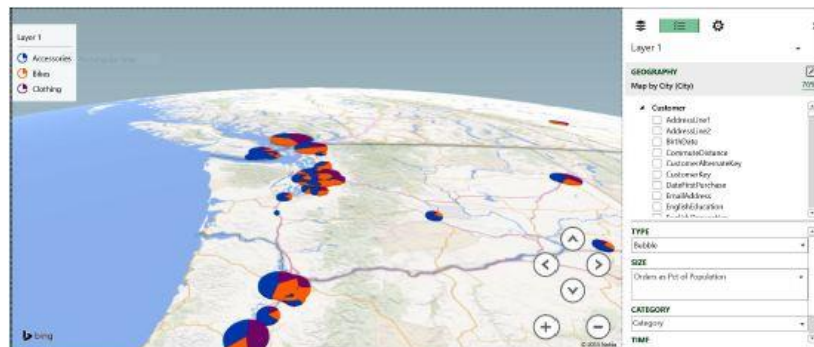 Layer 1
Accessories
Bikes
Clothing
bing
Layer 1
GEOGRAPHY
Map by City (City)
Customer
AddressLine1
AddressLine2
BirthDate
CommuteDistance
CustomerAlternateKey
CustomerKey
DateFirstPurchase
EmailAddress
EnglishEducation
TYPE
Bubble
SIZE
Orders as Pct of Population
CATEGORY
Category
TIME